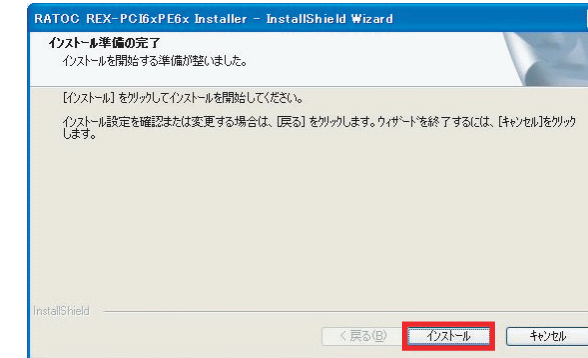 RATOC REX-PCI6xPE6x Installer - InstallShield Wizard
インストール準備の完了
インストールを開始する準備が整いました。
[インストール] をクリックしてインストールを開始してください。
インストール設定を確認または変更する場合は、[戻る] をクリックします。ウィザードを終了するには、[キャンセル]をクリック
します。
InstallShield
< 戻る(B)
インストール
キャンセル